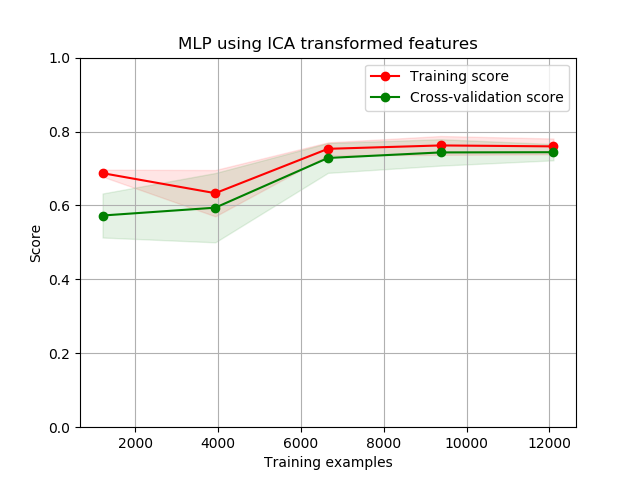 MLP using ICA transformed features
Training score
Cross-validation score
1.0
0.8
0.6
0.4
0.2
0.0
Score
2000 4000 6000 8000 10000 12000
Training examples